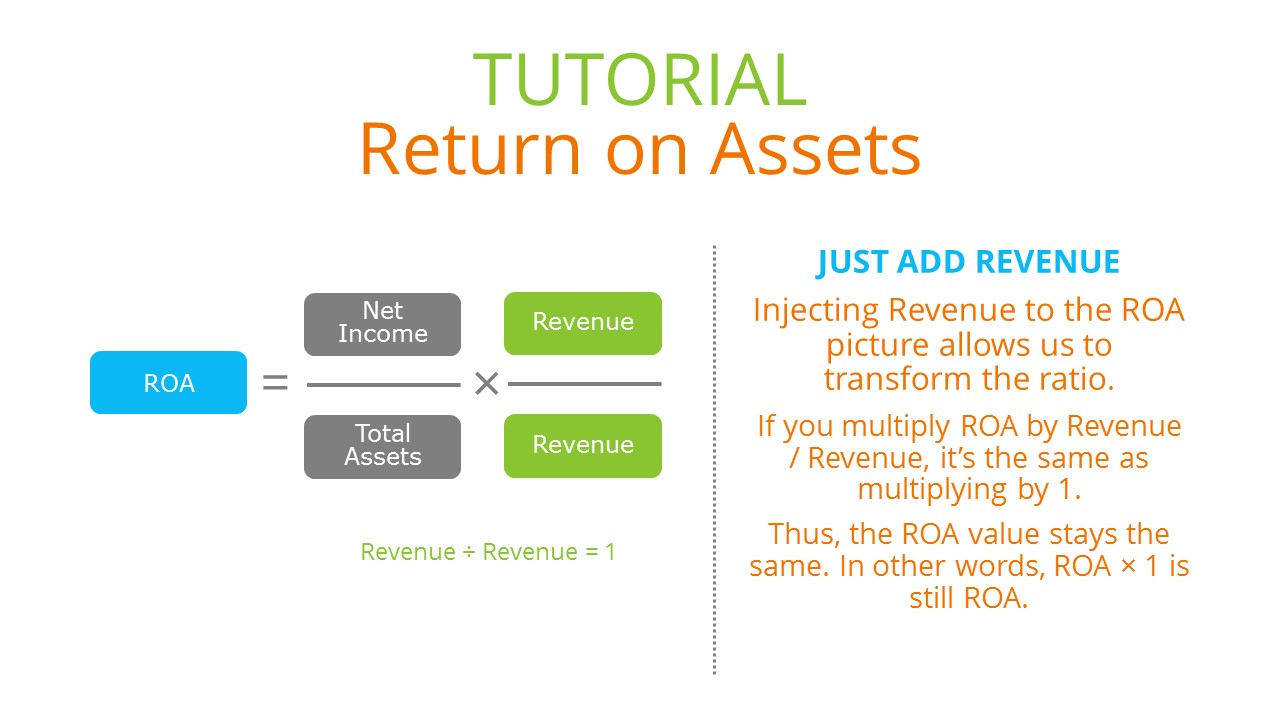 TUTORIAL
Return on Assets
ROA
=
Net
Income
Total
Assets
×
Revenue
Revenue
Revenue ÷ Revenue = 1
JUST ADD REVENUE
Injecting Revenue to the ROA
picture allows us to
transform the ratio.
If you multiply ROA by Revenue
/ Revenue, it’s the same as
multiplying by 1.
Thus, the ROA value stays the
same. In other words, ROA × 1 is
still ROA.